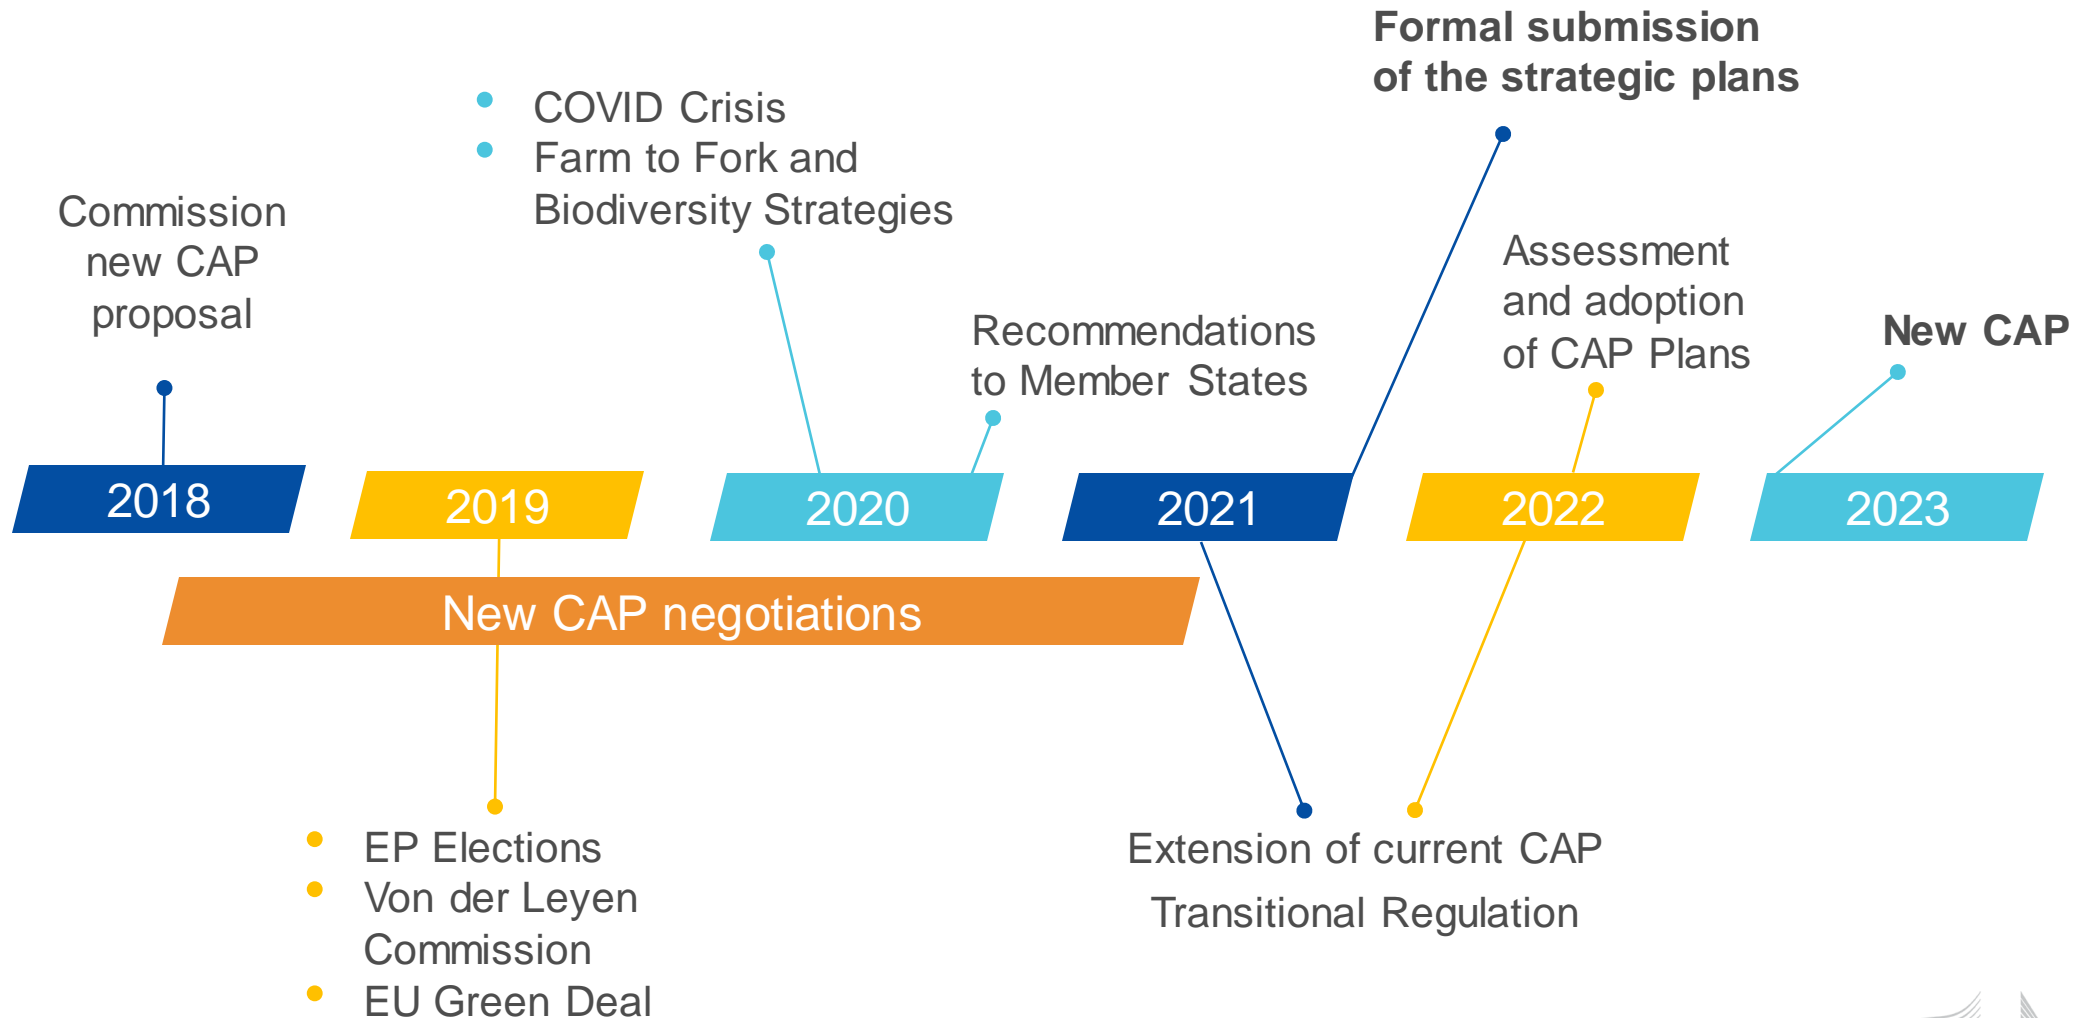 Formal submission
of the strategic plans
• COVID Crisis
• Farm to Fork and
Biodiversity Strategies
Commission
new CAP
proposal
Assessment
and adoption
of CAP Plans
Recommendations
to Member States
New CAP
2018
2019
2020
2021
2022
2023
New CAP negotiations
• EP Elections
• Von der Leyen
Commission
• EU Green Deal
Extension of current CAP
Transitional Regulation